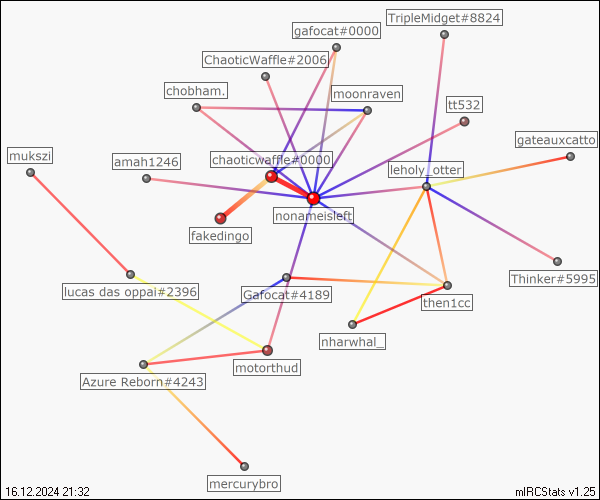 TripleMidget#8824
gafocat#0000
ChaoticWaffle#2006
chobham.
moonraven
tt532
gateauxcatto
mukszi
amah1246
chaoticwaffle#0000
leholy_otter
nonameisleft
fakedingo
Thinker#5995
lucas das oppai#2396
Gafocat#4189
then1cc
nharwhal_
motorthud
Azure Reborn#4243
mercurybro
16.12.2024 21:32
mIRCStats v1.25